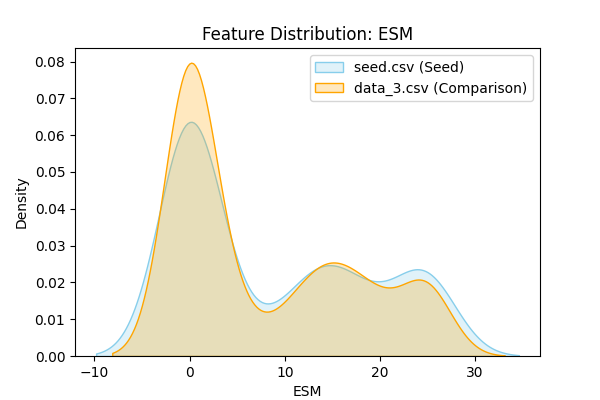 Feature Distribution: ESM
seed.csv (Seed)
data_3.csv (Comparison)
Density
0.08
0.07
0.06
0.05
0.04
0.03
0.02
0.01
0.00
−10
0
10
20
30
ESM